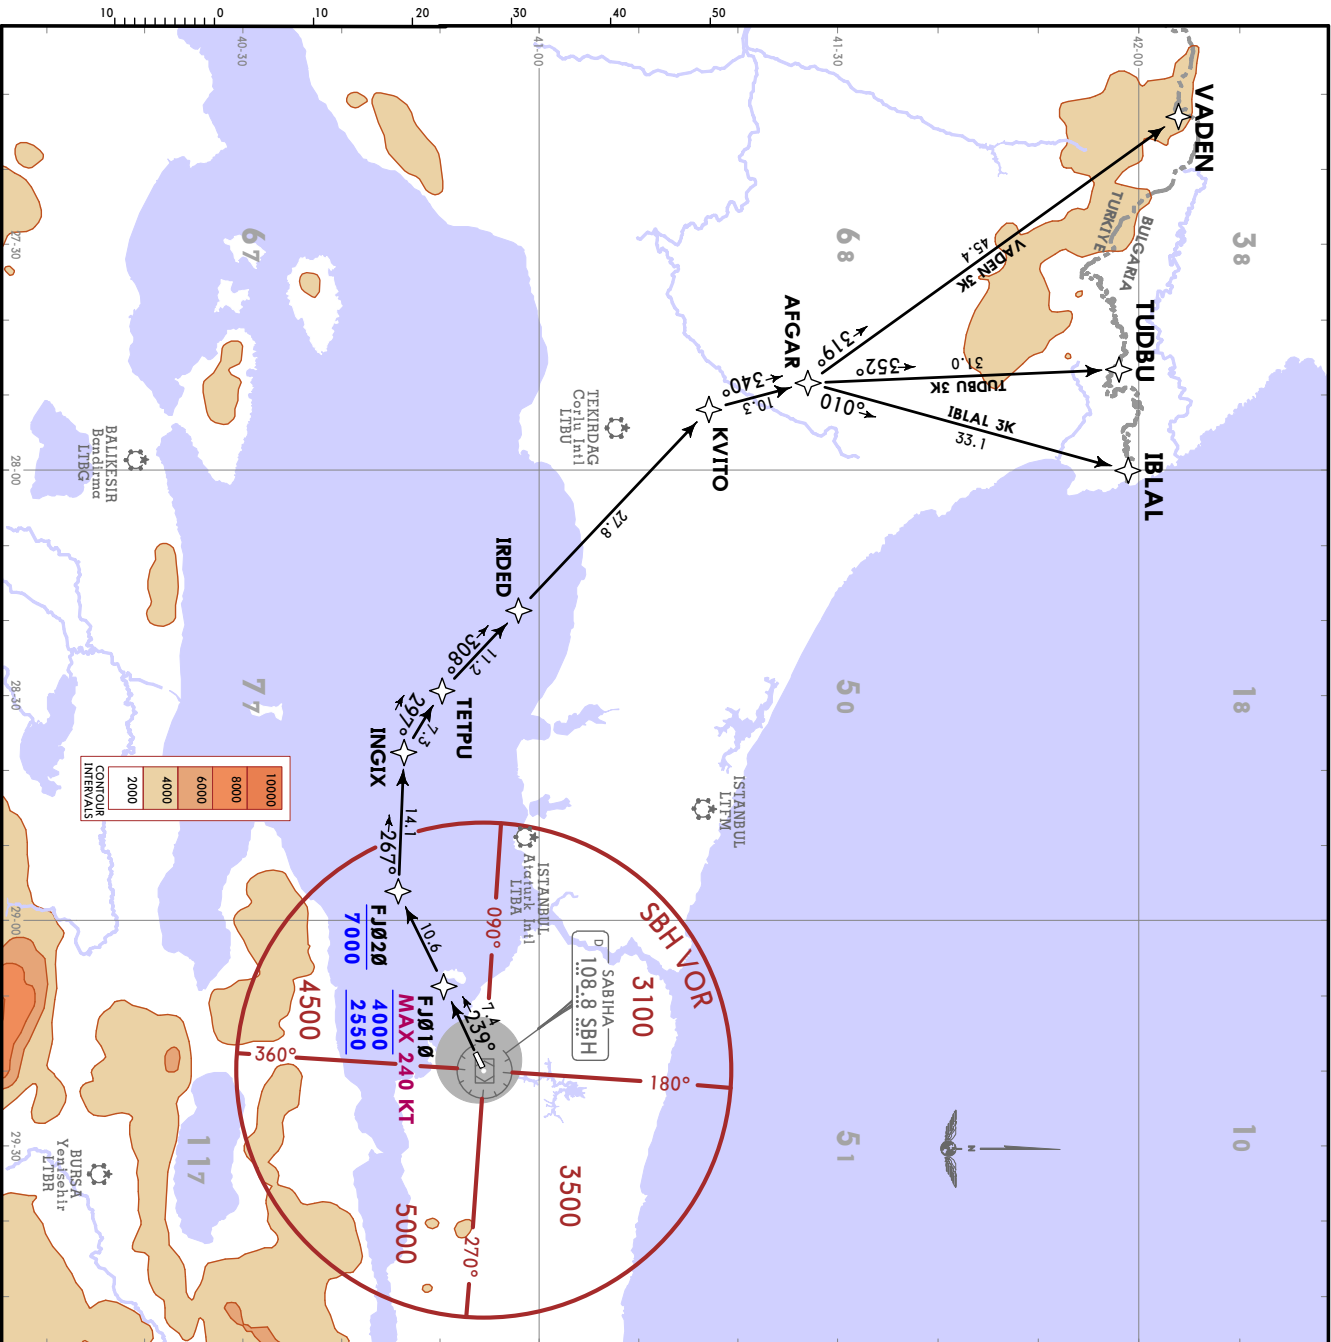 10
0
10
20
30
40
50
40-30
41-00
41-30
42-00
VADEN
TURKIYE
BULGARIA
67
68
38
27-30
45.4
VADEN 3K
TUDBU
AFGAR
319°
352°
31.0
TUDBU 3K
010°
IBLAL 3K
33.1
IBLAL
340°
10.3
KVITO
TEKIRDAG
Corlu Intl
LTBU
BALIKESIR
Bandirma
LTBG
28-00
27.8
IRDED
308°
11.2
TETPU
297°
7.3
INGIX
28-30
77
50
18
CONTOUR
INTERVALS
2000
4000
6000
8000
10000
ISTANBUL
LTFM
ISTANBUL
Ataturk Intl
LTBA
14.1
267°
FJ020
7000
10.6
29-00
SBH VOR
090°
SABIHA
D
108.8 SBH
3100
4500
FJ010
MAX 240 KT
4000
2550
7.4
239°
360°
180°
270°
3500
5000
117
51
10
N
29-30
BURSA
Yenisehir
LTBR